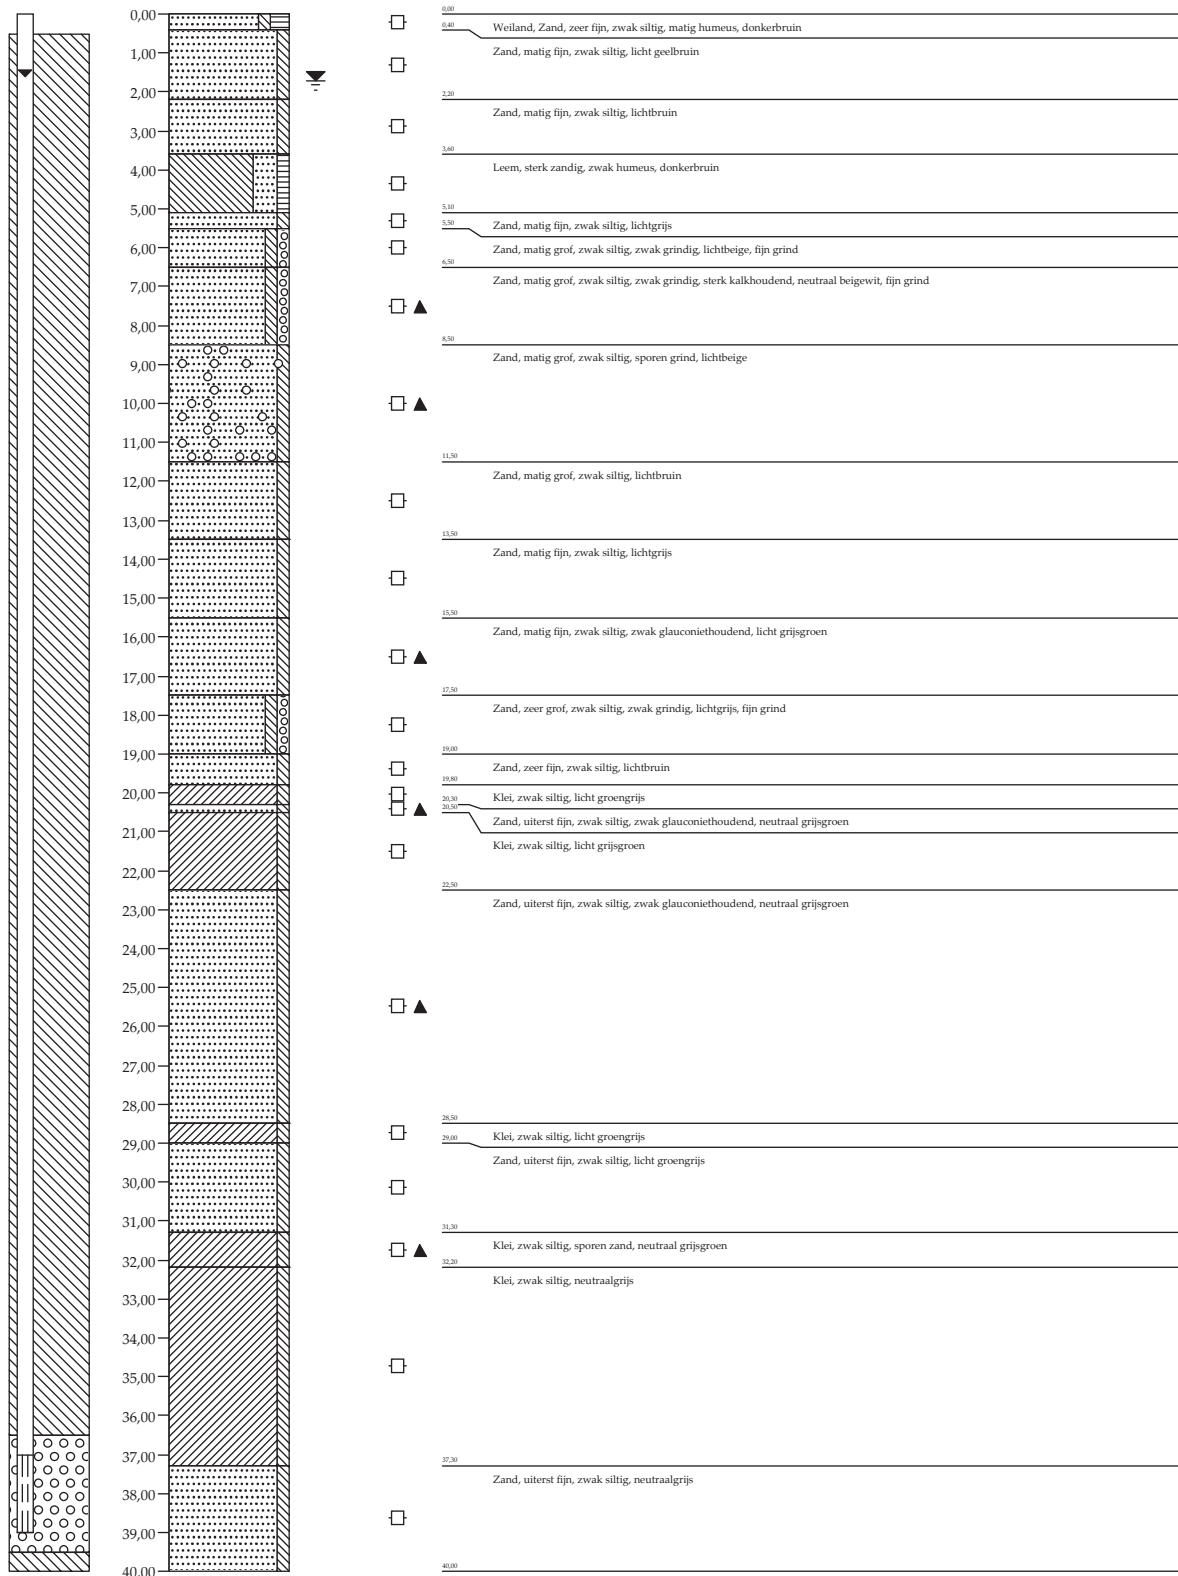 0,00
1,00
2,00
3,00
4,00
5,00
6,00
7,00
8,00
9,00
10,00
11,00
12,00
13,00
14,00
15,00
16,00
17,00
18,00
19,00
20,00
21,00
22,00
23,00
24,00
25,00
26,00
27,00
28,00
29,00
30,00
31,00
32,00
33,00
34,00
35,00
36,00
37,00
38,00
39,00
40,00
0,00
Weiland, Zand, zeer fijn, zwak siltig, matig humeus, donkerbruin
0,40
Zand, matig fijn, zwak siltig, licht geelbruin
2,20
Zand, matig fijn, zwak siltig, lichtbruin
3,60
Leem, sterk zandig, zwak humeus, donkerbruin
5,10
Zand, matig fijn, zwak siltig, lichtgrijs
5,50
Zand, matig grof, zwak siltig, zwak grindig, lichtbeige, fijn grind
6,50
Zand, matig grof, zwak siltig, zwak grindig, sterk kalkhoudend, neutraal beigewit, fijn grind
8,50
Zand, matig grof, zwak siltig, sporen grind, lichtbeige
11,50
Zand, matig grof, zwak siltig, lichtbruin
13,50
Zand, matig fijn, zwak siltig, lichtgrijs
15,50
Zand, matig fijn, zwak siltig, zwak glauconiethoudend, licht grijsgroen
17,50
Zand, zeer grof, zwak siltig, zwak grindig, lichtgrijs, fijn grind
19,00
Zand, zeer fijn, zwak siltig, lichtbruin
19,80
Klei, zwak siltig, licht groengrijs
20,30
Zand, uiterst fijn, zwak siltig, zwak glauconiethoudend, neutraal grijsgroen
20,50
Klei, zwak siltig, licht grijsgroen
22,50
Zand, uiterst fijn, zwak siltig, zwak glauconiethoudend, neutraal grijsgroen
28,50
Klei, zwak siltig, licht groengrijs
29,00
Zand, uiterst fijn, zwak siltig, licht groengrijs
31,30
Klei, zwak siltig, sporen zand, neutraal grijsgroen
32,20
Klei, zwak siltig, neutraalgrijs
37,30
Zand, uiterst fijn, zwak siltig, neutraalgrijs
40,00